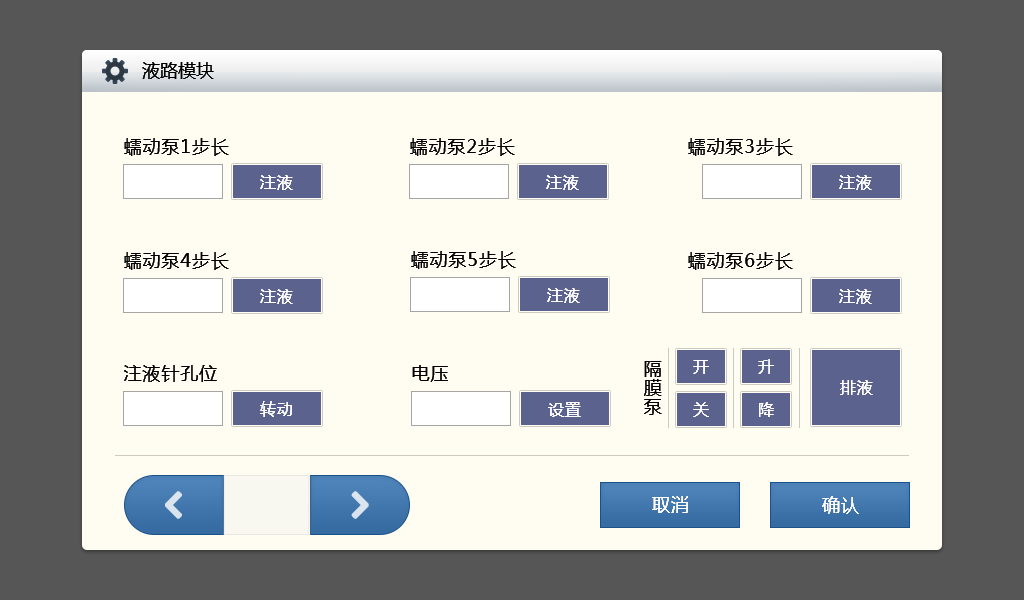 液路模块
蠕动泵1步长
蠕动泵2步长
蠕动泵3步长
注液
注液
注液
蠕动泵4步长
蠕动泵5步长
蠕动泵6步长
注液
注液
注液
注液针孔位
电压
隔膜泵
开
升
排液
转动
设置
关
降
取消
确认